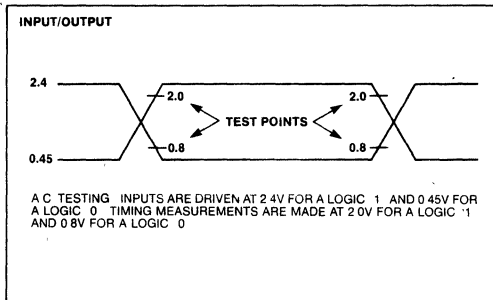 INPUT/OUTPUT
2.4
2.0
2.0
TEST POINTS
0.8
0.8
0.45
A C TESTING INPUTS ARE DRIVEN AT 2 4V FOR A LOGIC 1 AND 0 45V FOR
A LOGIC 0 TIMING MEASUREMENTS ARE MADE AT 2 0V FOR A LOGIC 1
AND 0 8V FOR A LOGIC 0